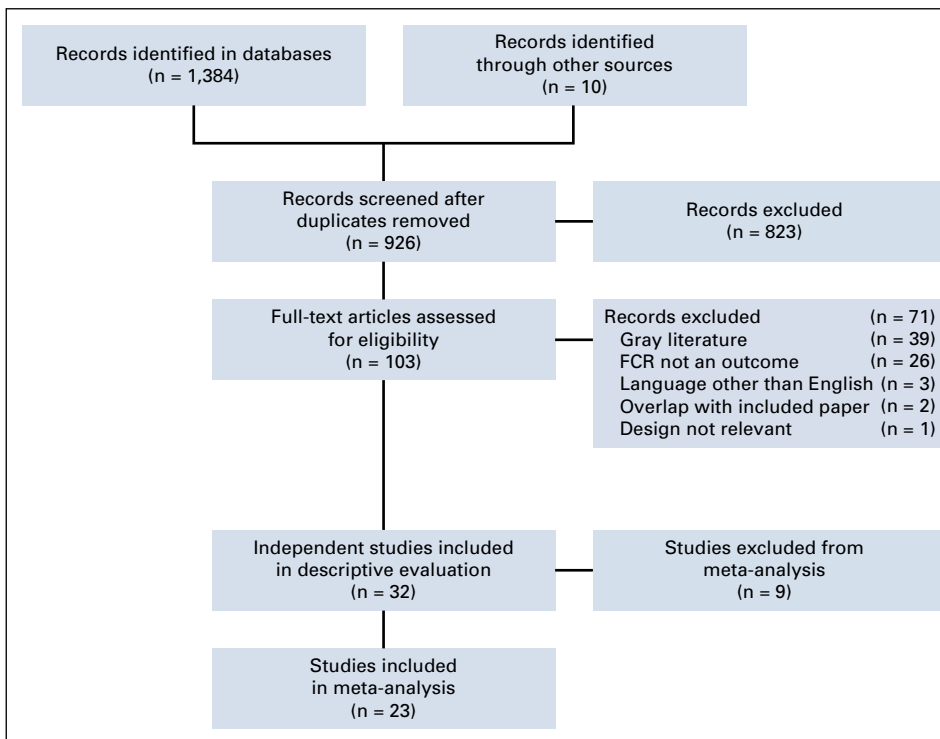 Records identified in databases
(n = 1,384)
Records identified
through other sources
(n = 10)
Records screened after
duplicates removed
(n = 926)
Records excluded
(n = 823)
Full-text articles assessed
for eligibility
(n = 103)
Records excluded (n = 71)
Gray literature (n = 39)
FCR not an outcome (n = 26)
Language other than English (n = 3)
Overlap with included paper (n = 2)
Design not relevant (n = 1)
Independent studies included
in descriptive evaluation
(n = 32)
Studies excluded from
meta-analysis
(n = 9)
Studies included
in meta-analysis
(n = 23)